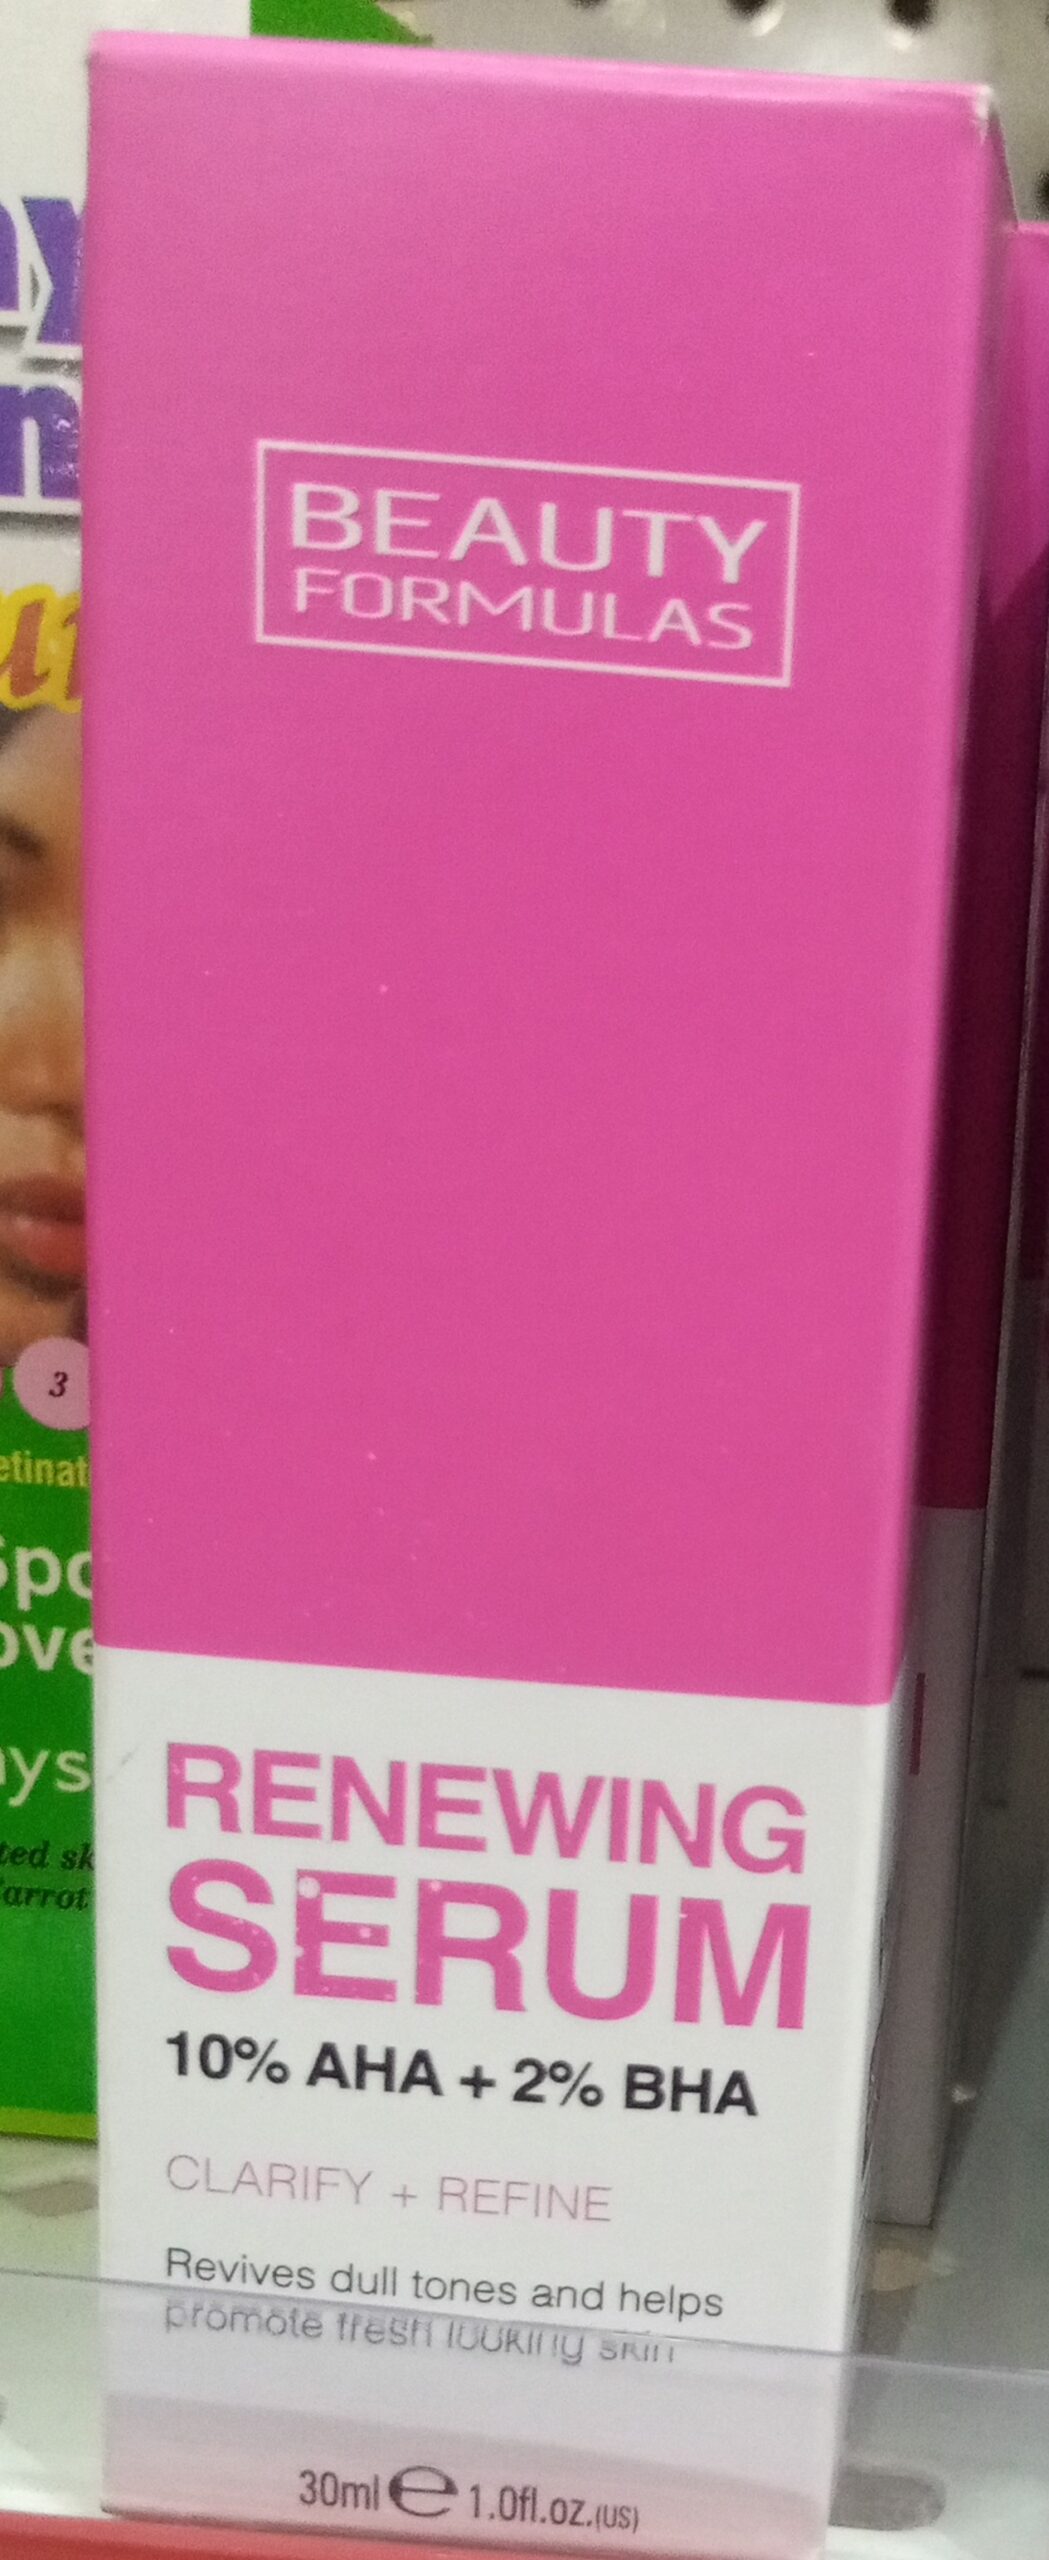 BEAUTY
FORMULAS
RENEWING
SERUM
10% AHA + 2% BHA
CLARIFY + REFINE
Revives dull tones and helps
promote fresh looking skin
30ml e 1.0fl.oz.(US)
3